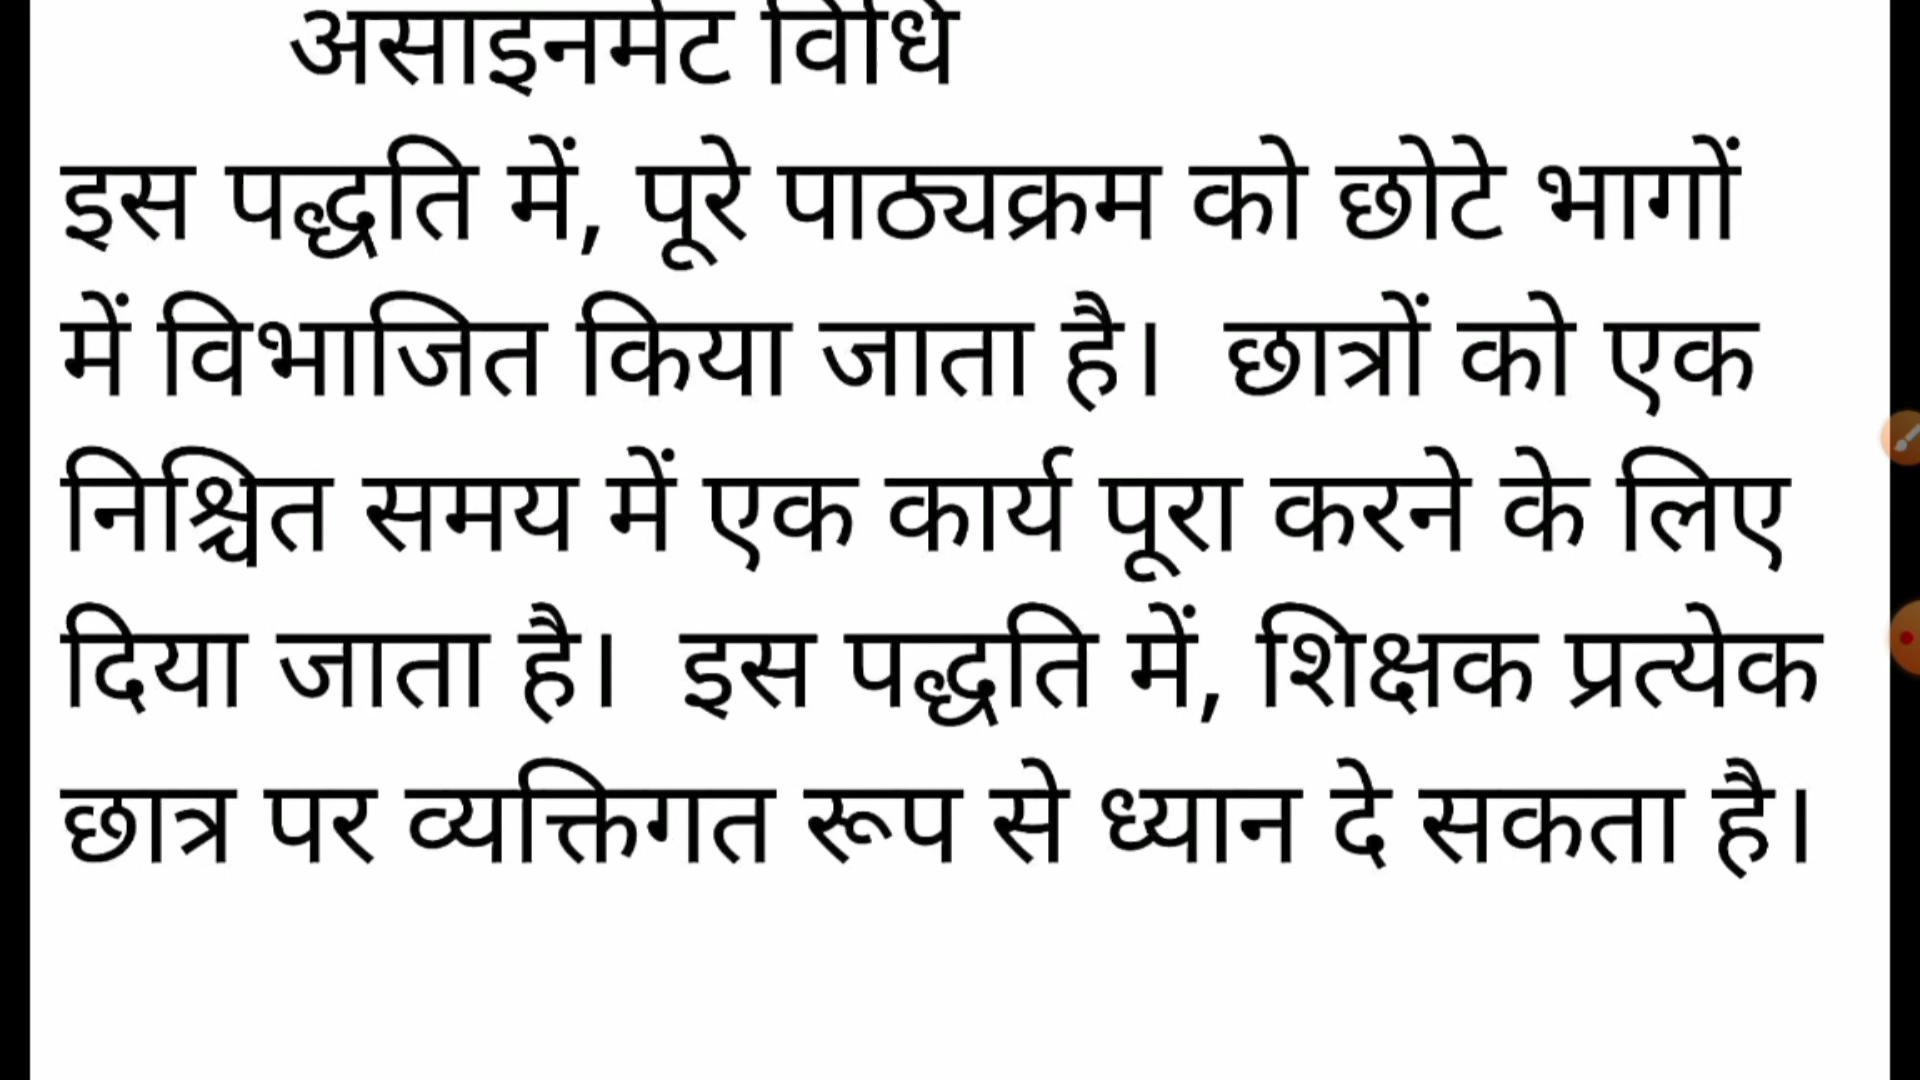 असाइनमेंट विधि
इस पद्धति में, पूरे पाठ्यक्रम को छोटे भागों
में विभाजित किया जाता है। छात्रों को एक
निश्चित समय में एक कार्य पूरा करने के लिए
दिया जाता है। इस पद्धति में, शिक्षक प्रत्येक
छात्र पर व्यक्तिगत रूप से ध्यान दे सकता है।